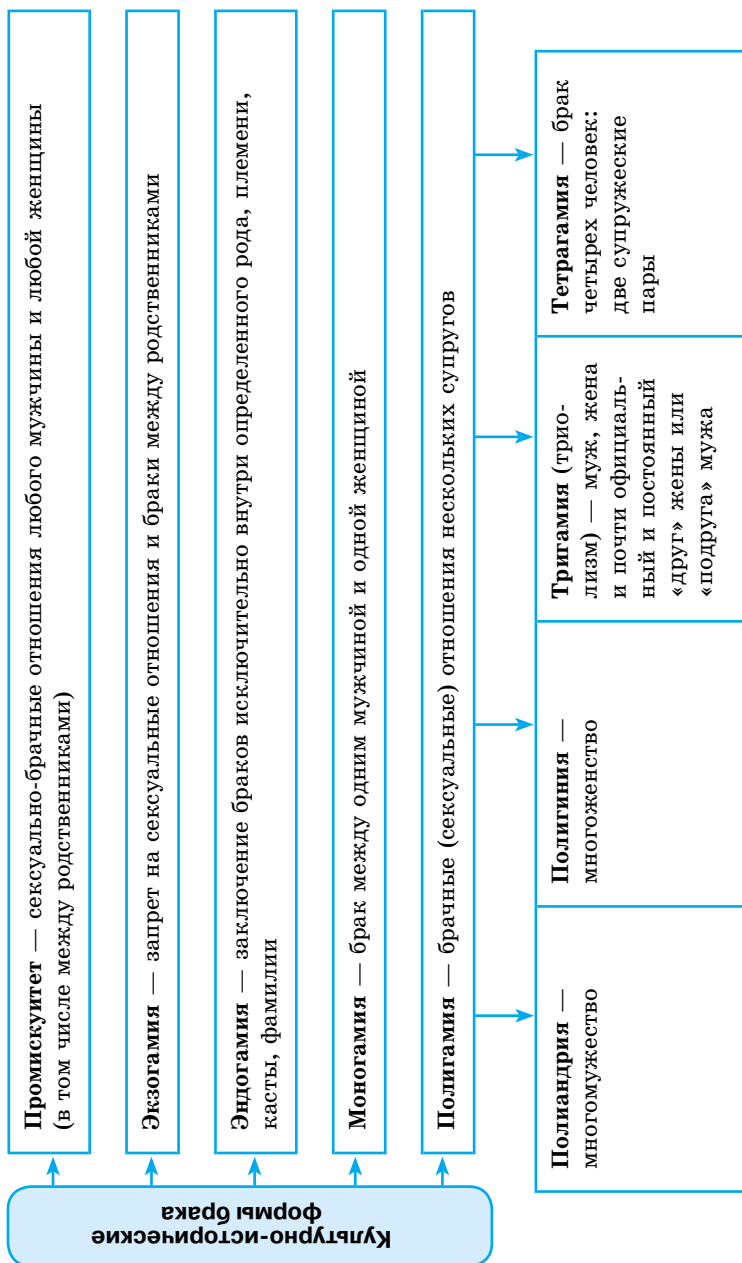 Культурно-исторические
формы брака
Промискуитет — сексуально-брачные отношения любого мужчины и любой женщины
(в том числе между родственниками)
Экзогамия — запрет на сексуальные отношения и браки между родственниками
Эндогамия — заключение браков исключительно внутри определенного рода, племени,
касты, фамилии
Моногамия — брак между одним мужчиной и одной женщиной
Полигамия — брачные (сексуальные) отношения нескольких супругов
Полиандрия —
многомужество
Полигиния —
многоженство
Тригамия (трио-
лизм) — муж, жена
и почти официаль-
ный и постоянный
«друг» жены или
«подруга» мужа
Тетрагамия — брак
четырех человек:
две супружеские
пары